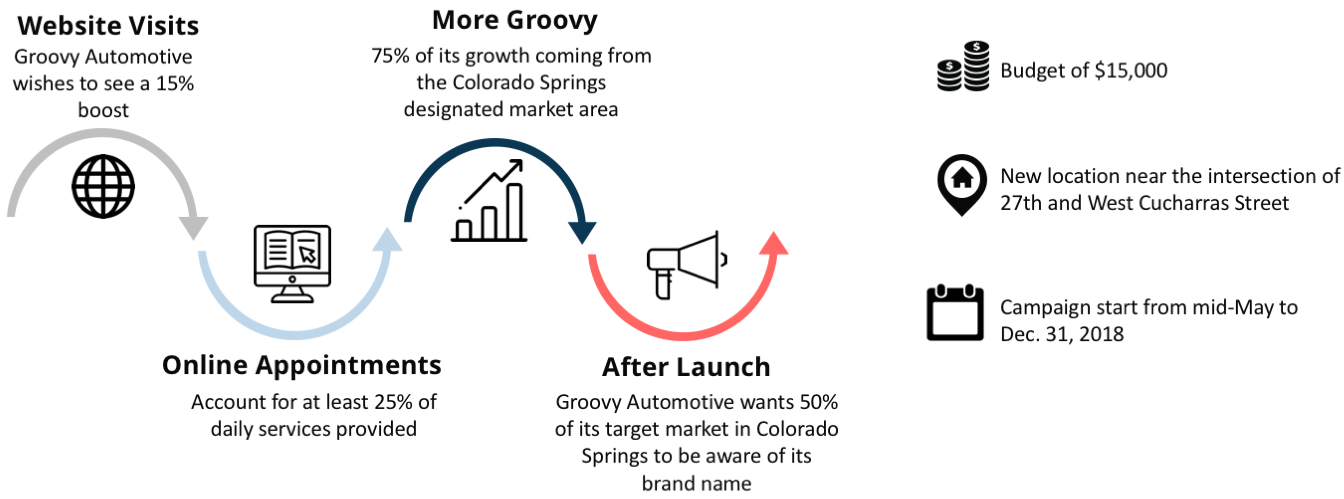 Website Visits
Groovy Automotive
wishes to see a 15%
boost
More Groovy
75% of its growth coming from
the Colorado Springs
designated market area
Online Appointments
Account for at least 25% of
daily services provided
After Launch
Groovy Automotive wants 50%
of its target market in Colorado
Springs to be aware of its
brand name
$
$
Budget of $15,000
New location near the intersection of
27th and West Cucharras Street
Campaign start from mid-May to
Dec. 31, 2018